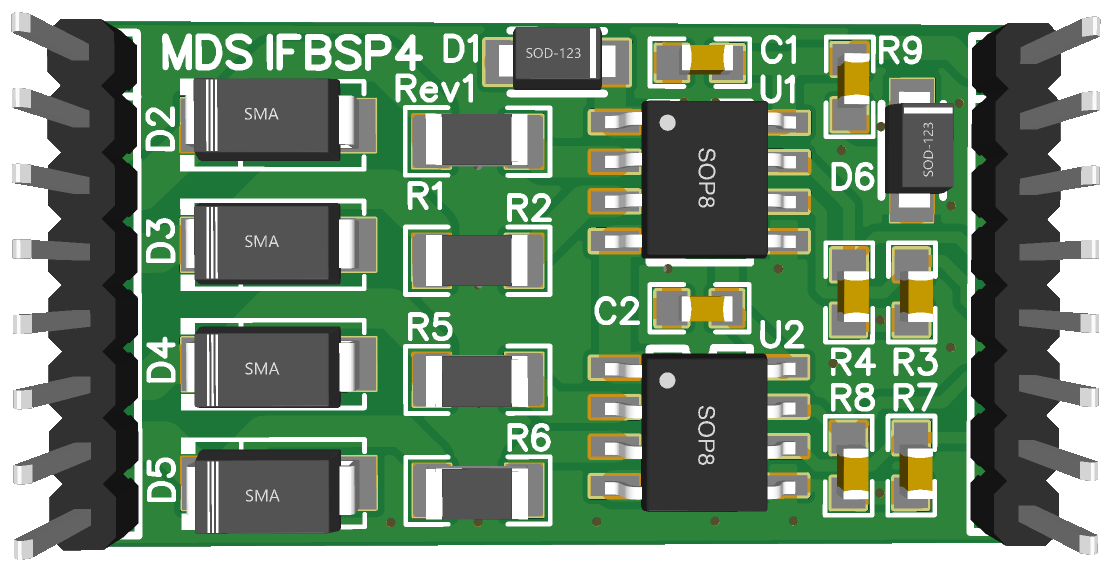 MDS IFBSP4
Rev1
D1
SOD-123
C1
U1
R9
D2
SMA
R1
SOP8
D6
SOD-123
D3
SMA
R2
C2
U2
D4
SMA
R5
SOP8
R4
R3
R8
R7
D5
SMA
R6